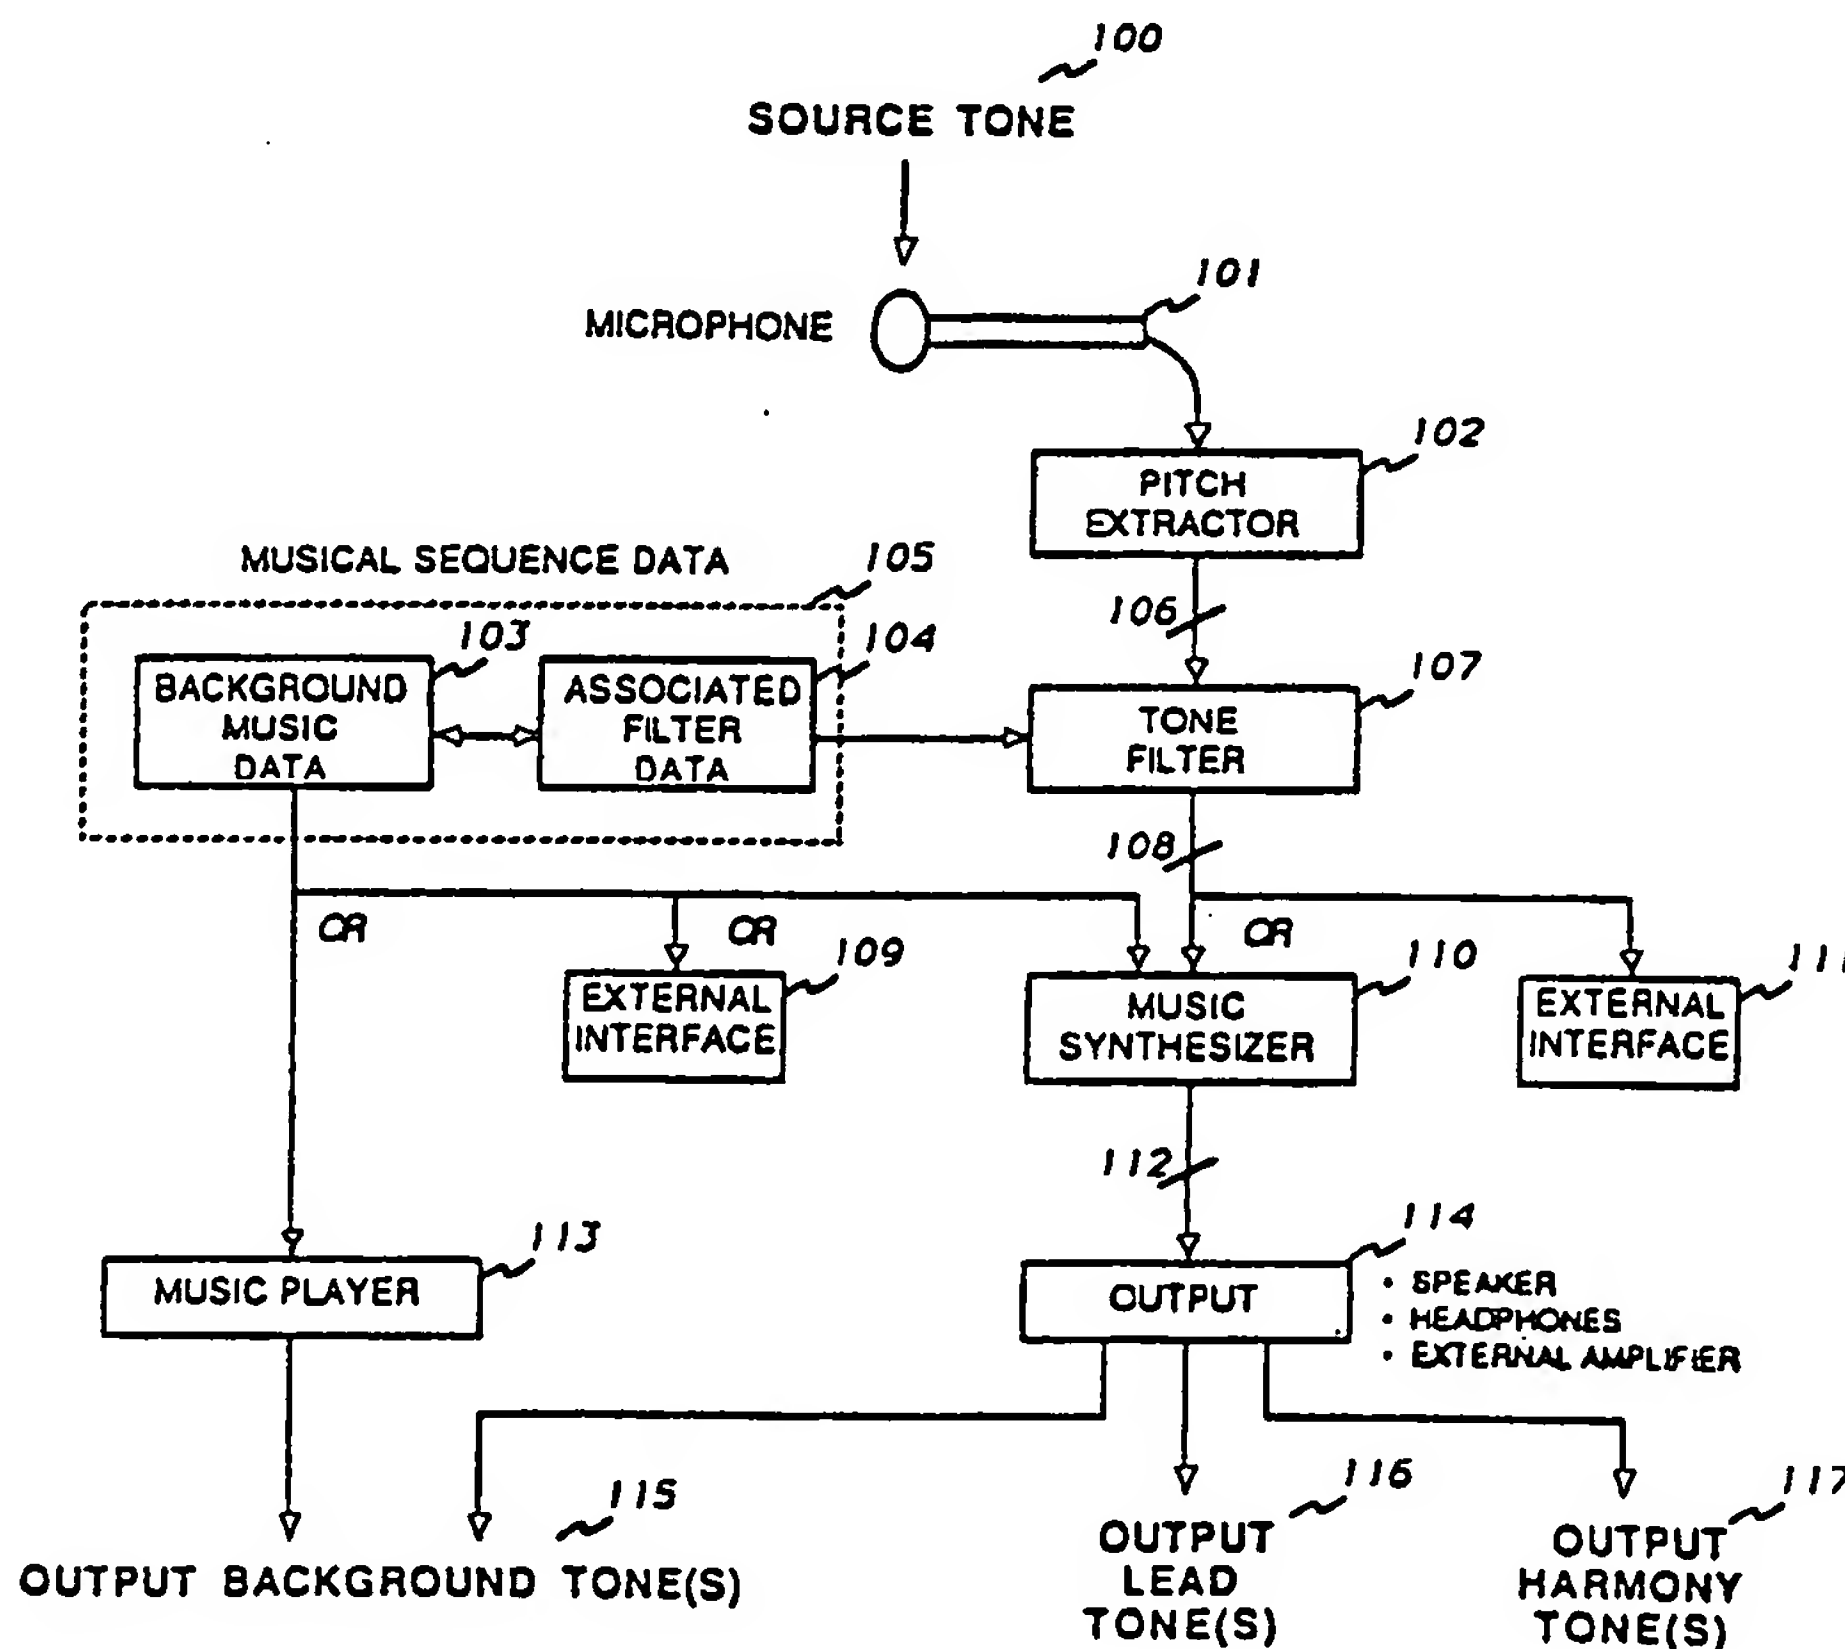 100
SOURCE TONE
101
MICROPHONE
102
PITCH
EXTRACTOR
MUSICAL SEQUENCE DATA
105
106
103
104
107
BACKGROUND
MUSIC
DATA
ASSOCIATED
FILTER
DATA
TONE
FILTER
108
OR
OR
OR
109
110
111
EXTERNAL
INTERFACE
MUSIC
SYNTHESIZER
EXTERNAL
INTERFACE
112
113
114
MUSIC PLAYER
OUTPUT
• SPEAKER
• HEADPHONES
• EXTERNAL AMPLIFIER
115
116
117
OUTPUT BACKGROUND TONE(S)
OUTPUT
LEAD
TONE(S)
OUTPUT
HARMONY
TONE(S)